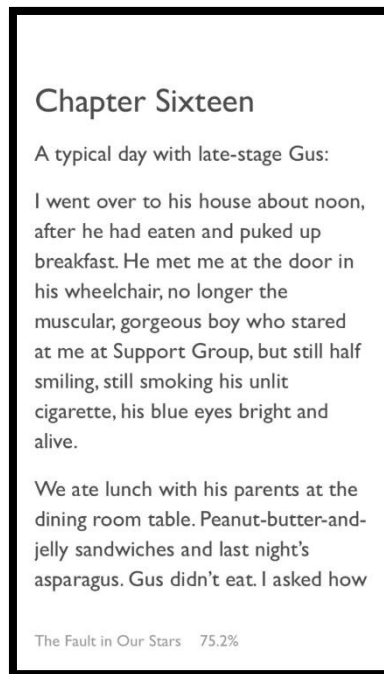 Chapter Sixteen
A typical day with late-stage Gus:
I went over to his house about noon,
after he had eaten and puked up
breakfast. He met me at the door in
his wheelchair, no longer the
muscular, gorgeous boy who stared
at me at Support Group, but still half
smiling, still smoking his unlit
cigarette, his blue eyes bright and
alive.
We ate lunch with his parents at the
dining room table. Peanut-butter-and-
jelly sandwiches and last night’s
asparagus. Gus didn’t eat. I asked how
The Fault in Our Stars 75.2%